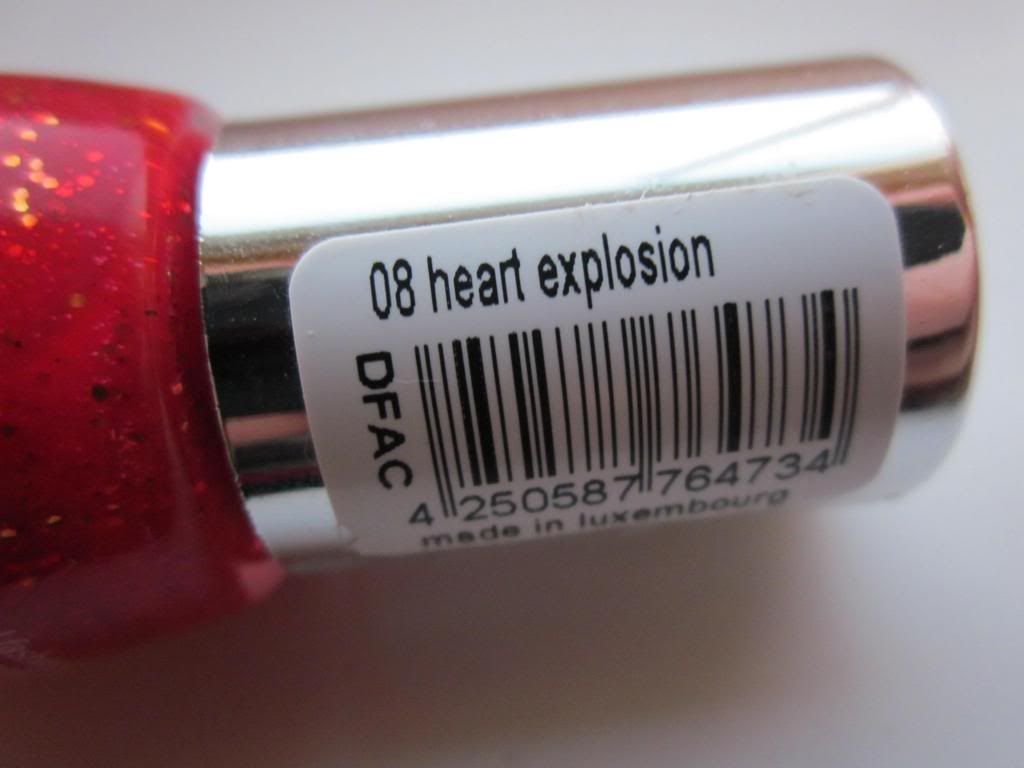 08 heart explosion
DFAC
4 250587 764734
made in luxembourg